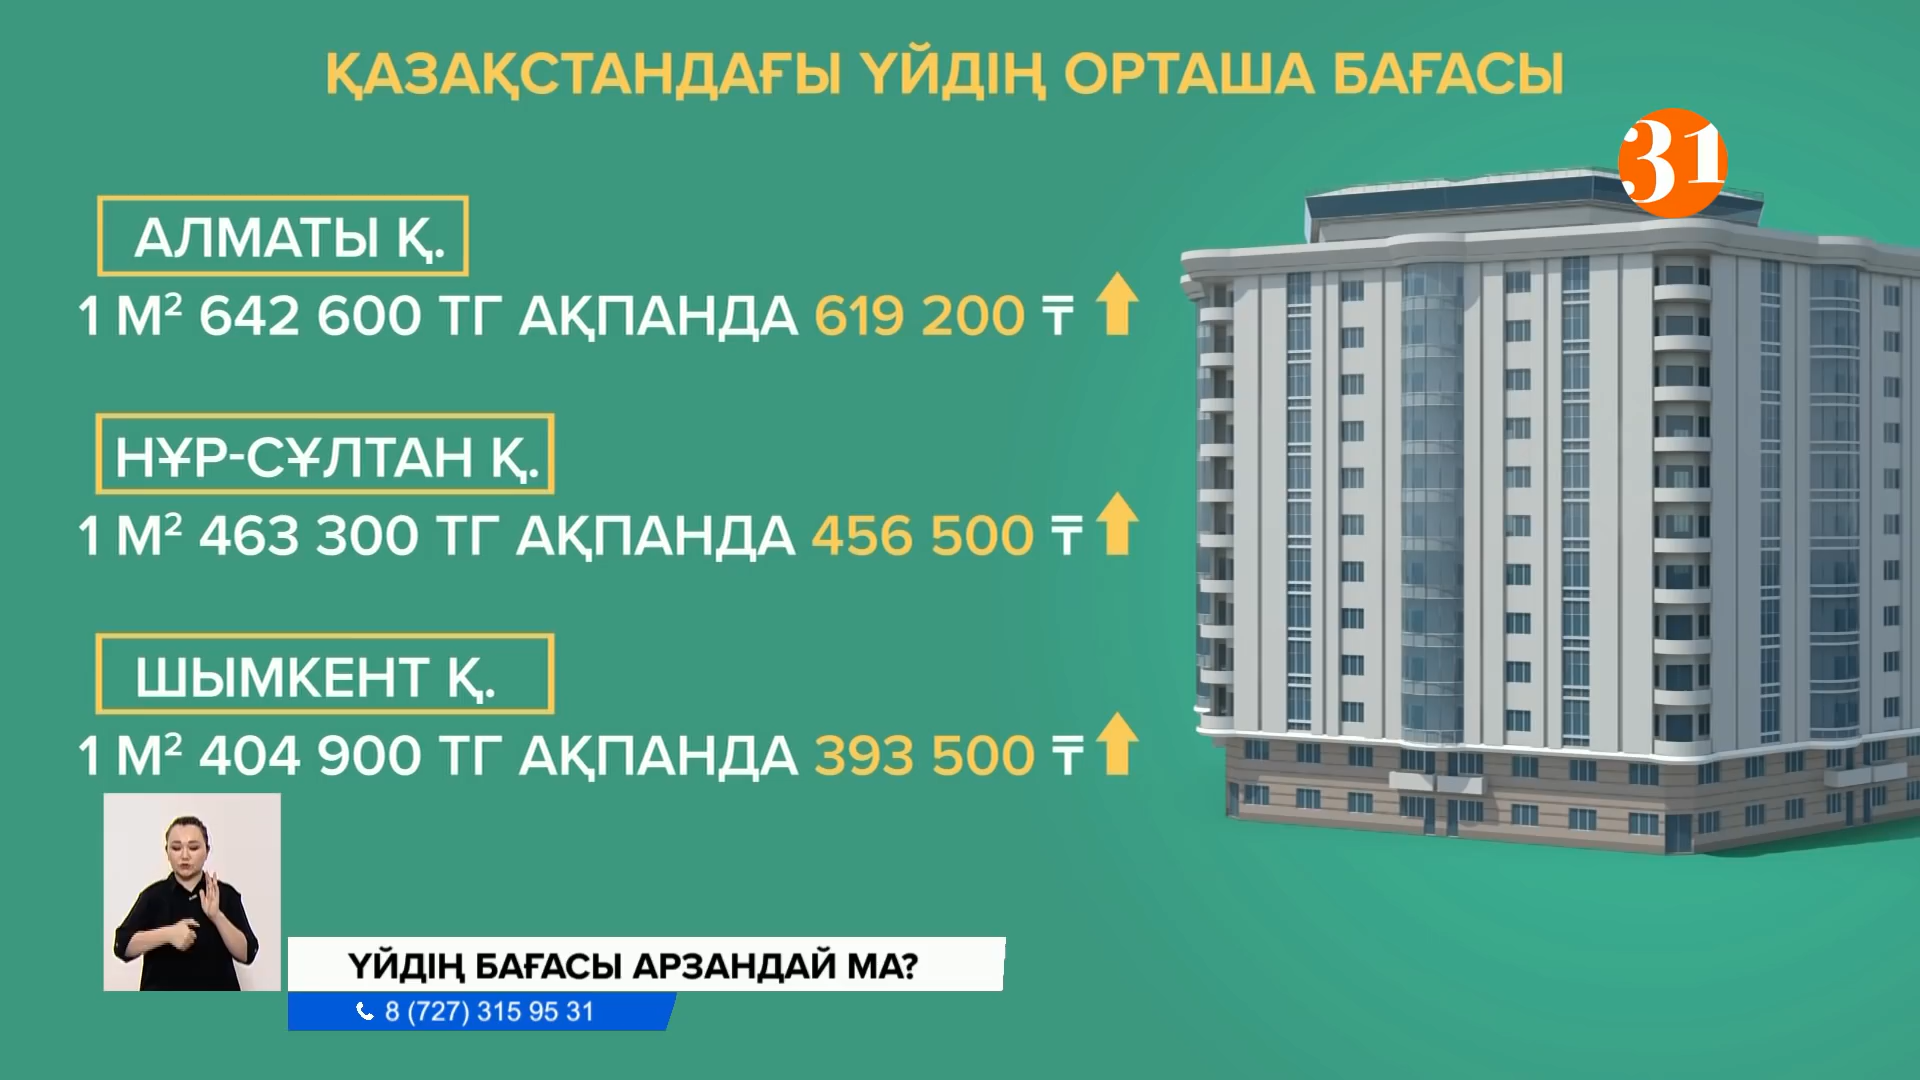 ҚАЗАҚСТАНДАҒЫ ҮЙДІҢ ОРТАША БАҒАСЫ
31
АЛМАТЫ Қ.
1 М² 642 600 ТГ АҚПАНДА 619 200 ₸
НҰР-СҰЛТАН Қ.
1 М² 463 300 ТГ АҚПАНДА 456 500 ₸
ШЫМКЕНТ Қ.
1 М² 404 900 ТГ АҚПАНДА 393 500 ₸
ҮЙДІҢ БАҒАСЫ АРЗАНДАЙ МА?
8 (727) 315 95 31